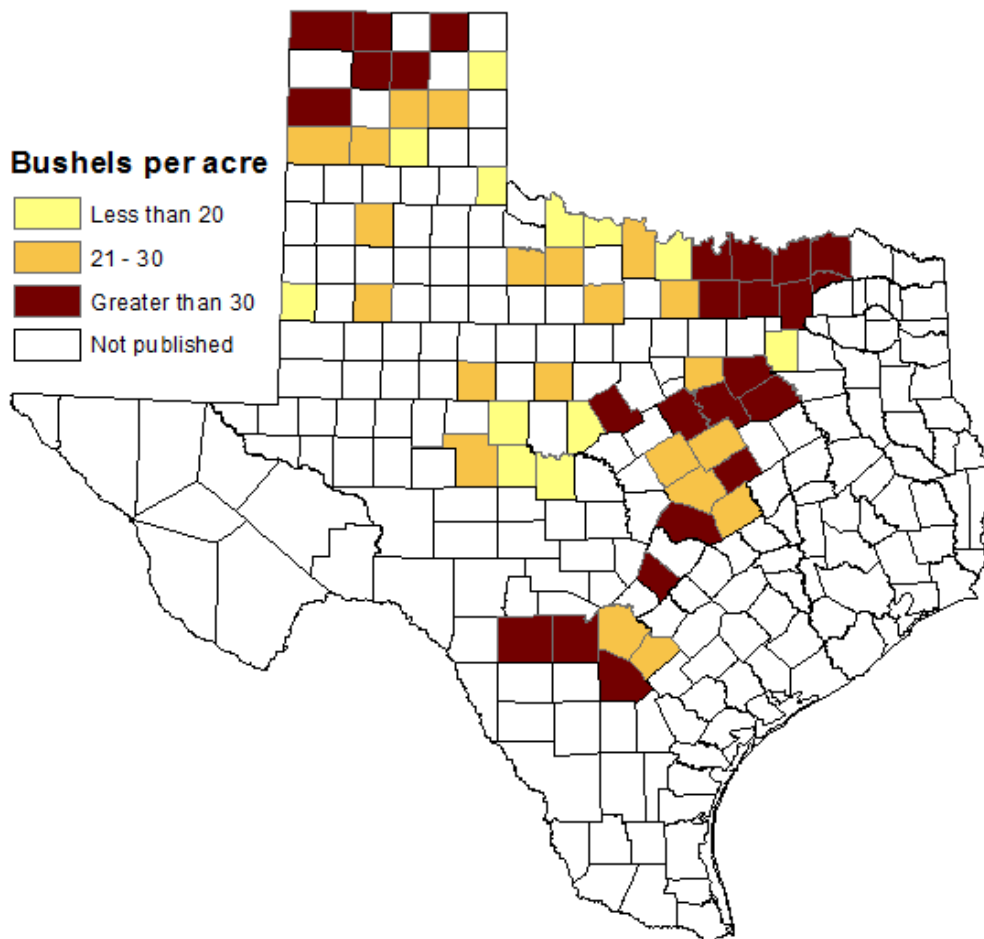 Bushels per acre
Less than 20
21 - 30
Greater than 30
Not published